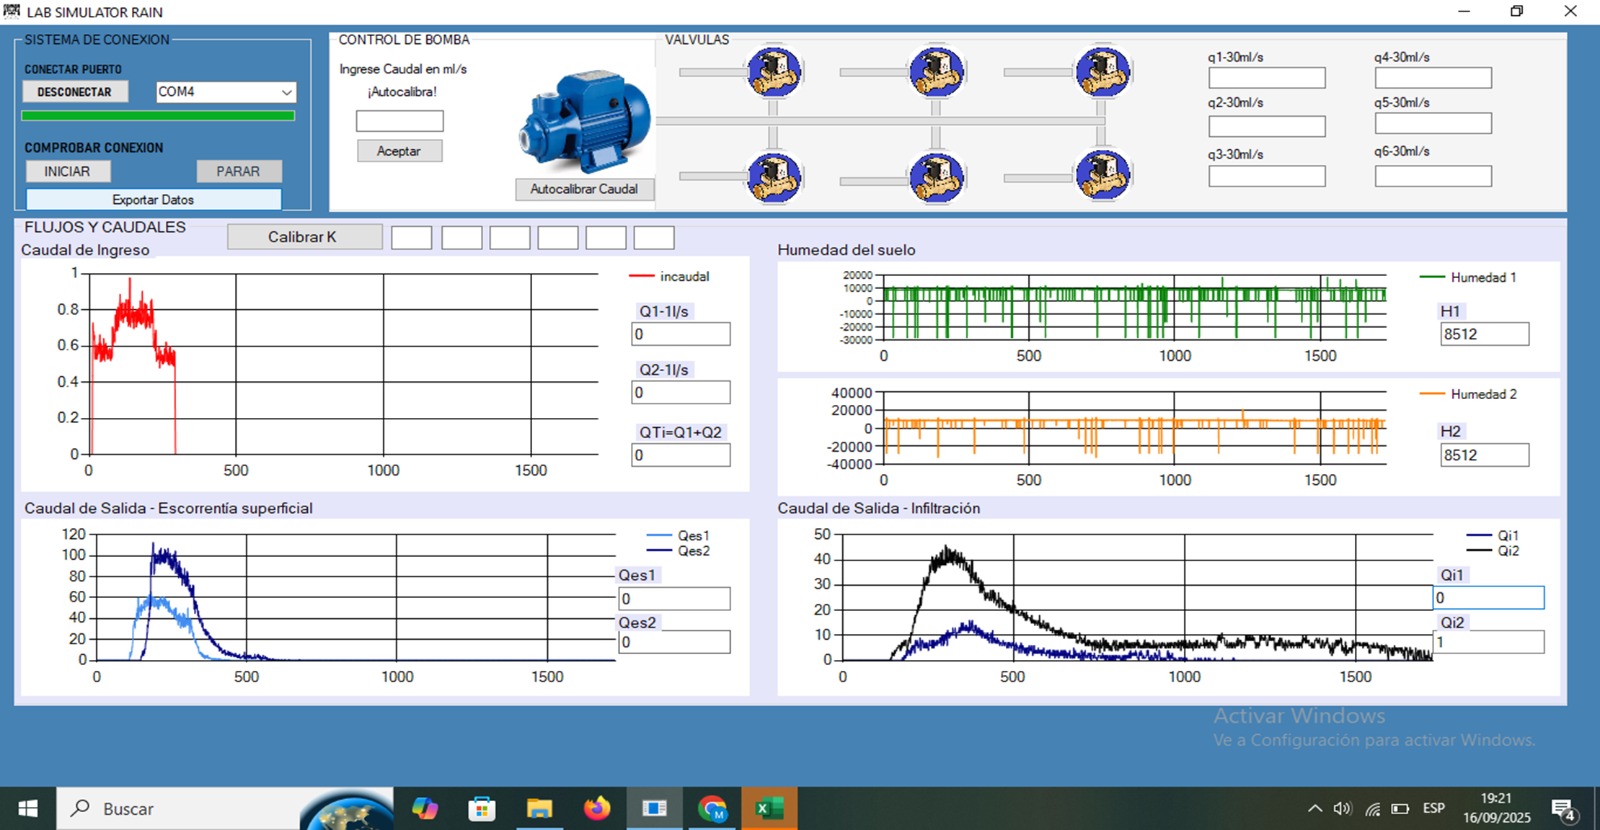 LAB SIMULATOR RAIN
SISTEMA DE CONEXION
CONECTAR PUERTO
DESCONECTAR
COM4
COMPROBAR CONEXION
INICIAR
PARAR
Exportar Datos
CONTROL DE BOMBA
Ingrese Caudal en ml/s
¡Autocalibra!
Aceptar
Autocalibrar Caudal
VALVULAS
q1-30ml/s
q4-30ml/s
q2-30ml/s
q5-30ml/s
q3-30ml/s
q6-30ml/s
FLUJOS Y CAUDALES
Calibrar K
Caudal de Ingreso
1
0.8
0.6
0.4
0.2
0
0 500 1000 1500
incaudal
Q1-1l/s
0
Q2-1l/s
0
QTi=Q1+Q2
0
Humedad del suelo
20000
10000
0
-10000
-20000
-30000
0 500 1000 1500
Humedad 1
H1
8512
40000
20000
0
-20000
-40000
0 500 1000 1500
Humedad 2
H2
8512
Caudal de Salida - Escorrentía superficial
120
100
80
60
40
20
0
0 500 1000 1500
Qes1
Qes2
Qes1
0
Qes2
0
Caudal de Salida - Infiltración
50
40
30
20
10
0
0 500 1000 1500
Qi1
Qi2
Qi1
0
Qi2
1
Activar Windows
Ve a Configuración para activar Windows.
Buscar
M
ESP
19:21
16/09/2025
4